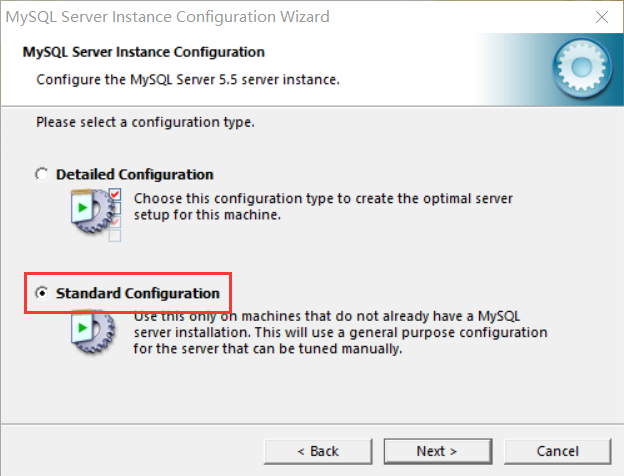 MySQL Server Instance Configuration Wizard
MySQL Server Instance Configuration
Configure the MySQL Server 5.5 server instance.
Please select a configuration type.
Detailed Configuration
Choose this configuration type to create the optimal server
setup for this machine.
Standard Configuration
Use this only on machines that do not already have a MySQL
server installation. This will use a general purpose configuration
for the server that can be tuned manually.
< Back
Next >
Cancel